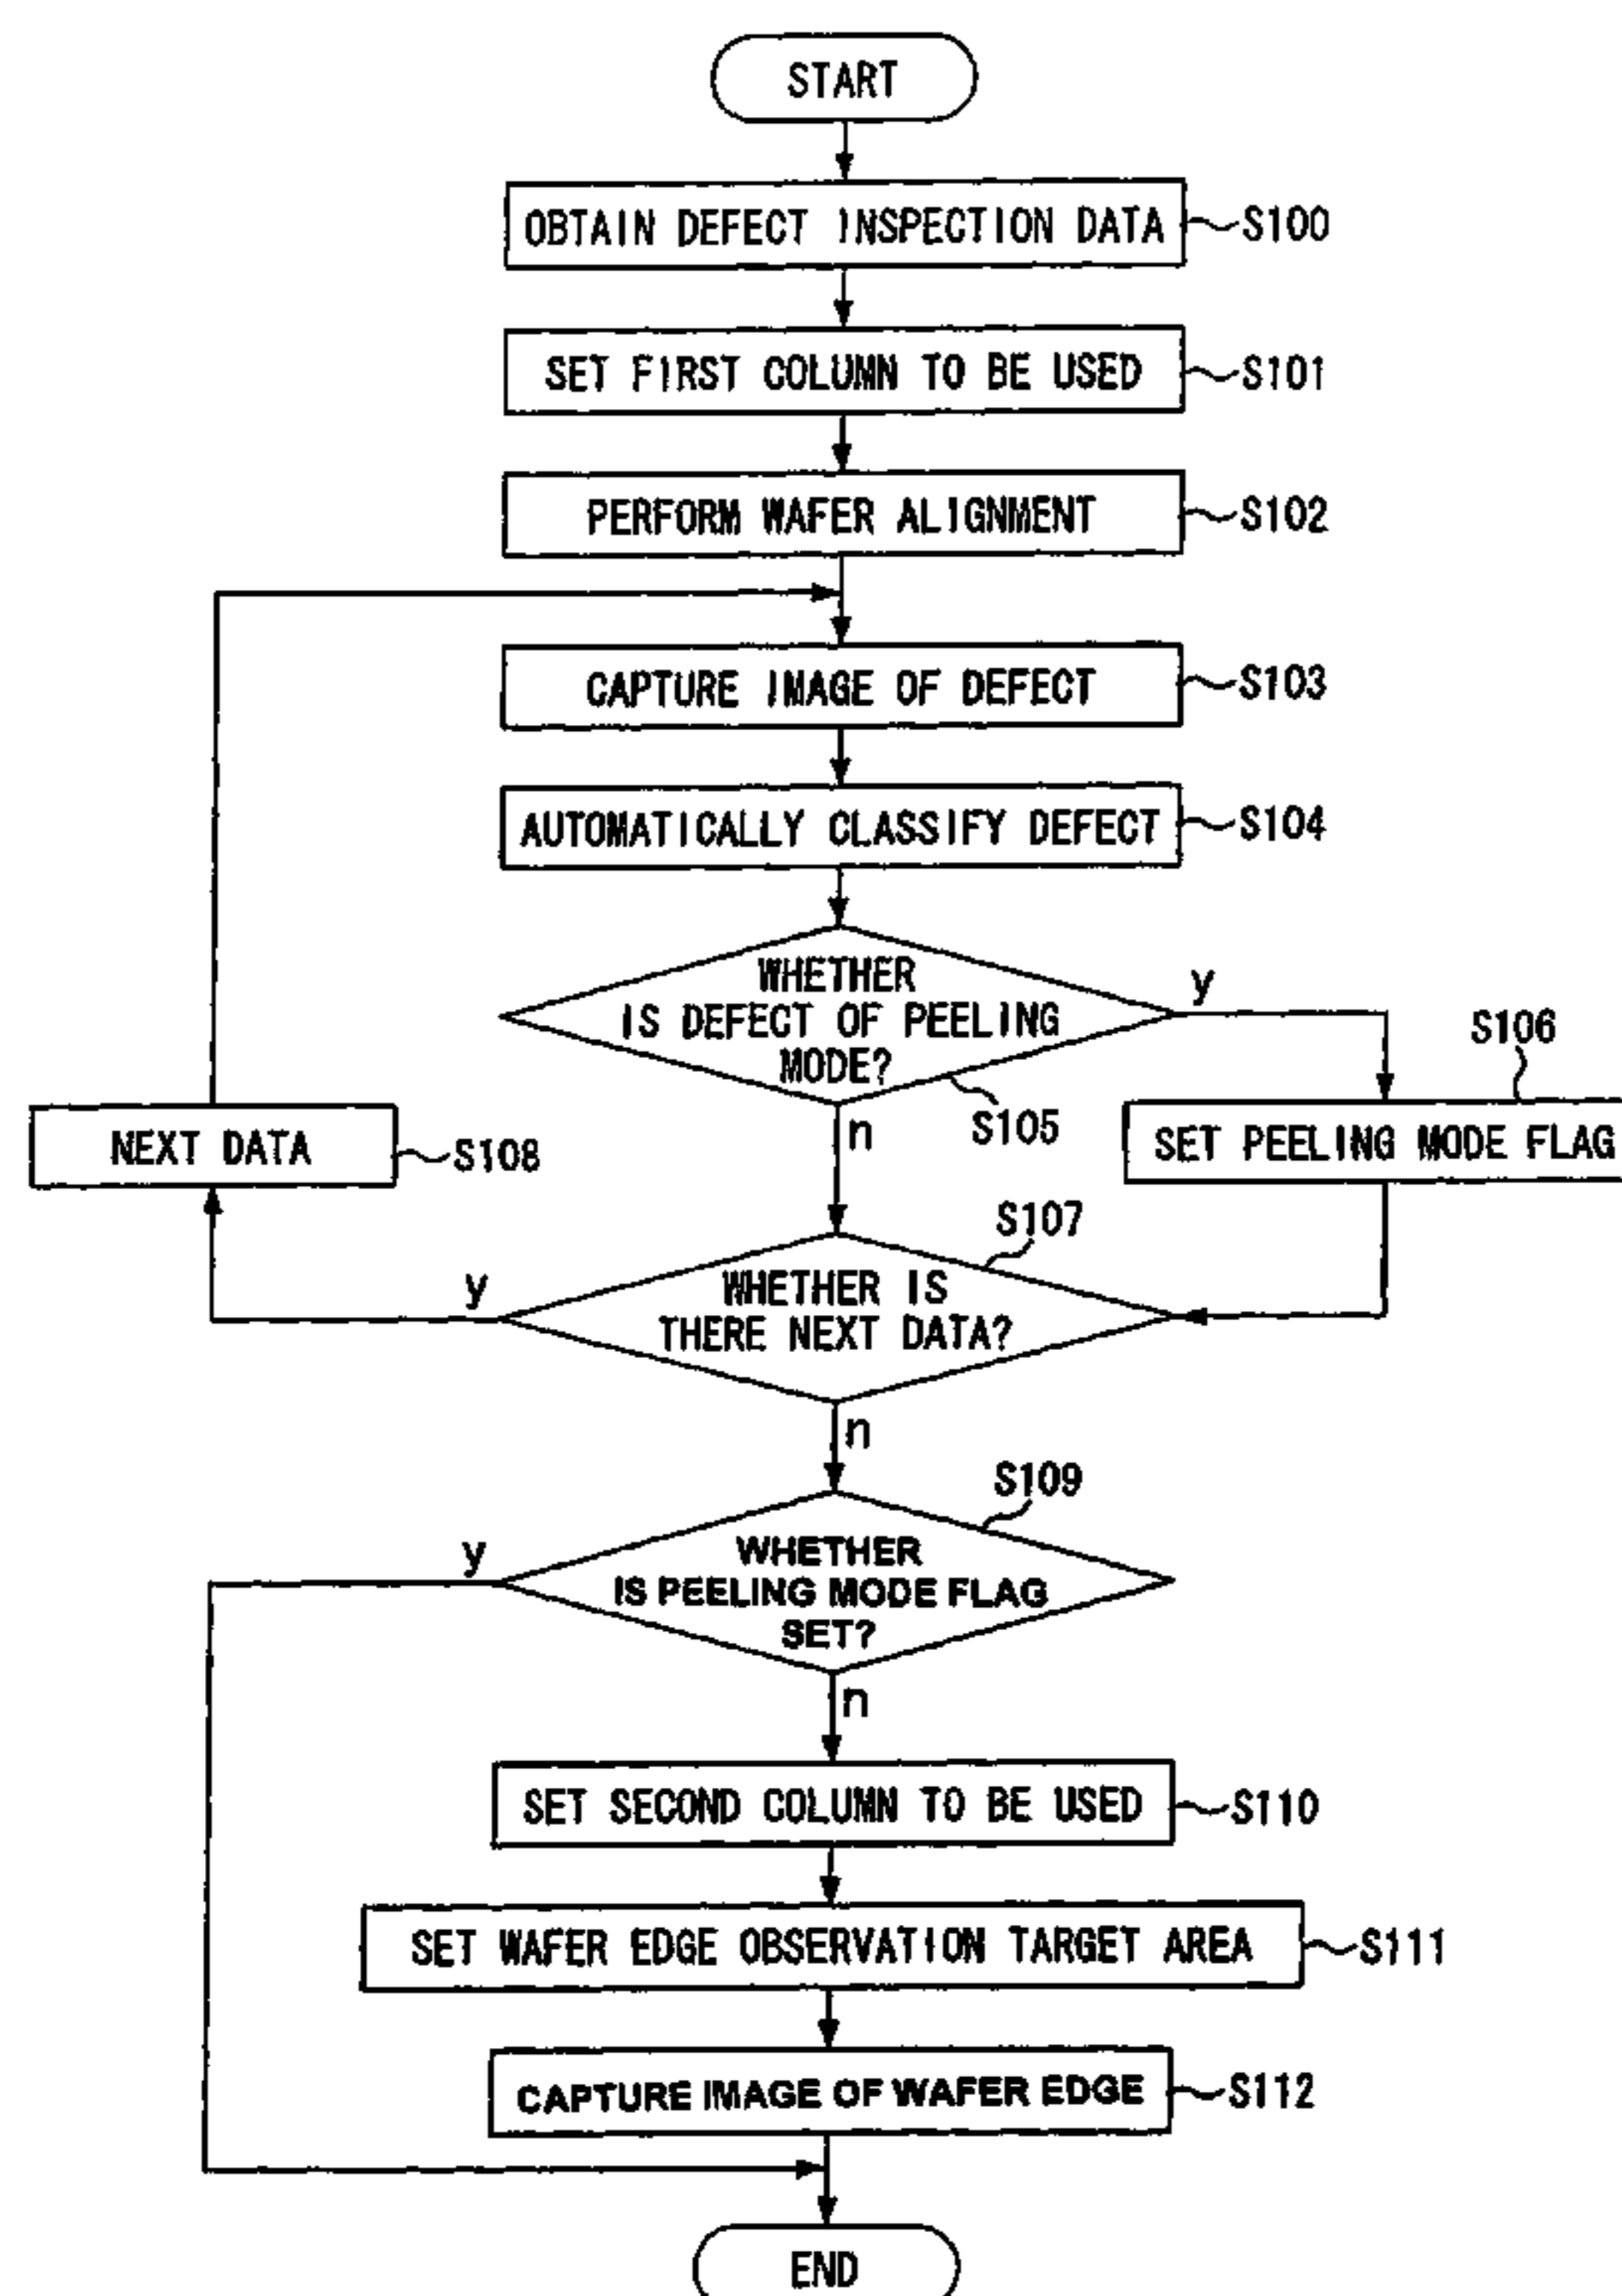 START
OBTAIN DEFECT INSPECTION DATA
S100
SET FIRST COLUMN TO BE USED
S101
PERFORM WAFER ALIGNMENT
S102
CAPTURE IMAGE OF DEFECT
S103
AUTOMATICALLY CLASSIFY DEFECT
S104
WHETHER
IS DEFECT OF PEELING
MODE?
S105
y
n
S106
SET PEELING MODE FLAG
NEXT DATA
S108
S107
WHETHER IS
THERE NEXT DATA?
y
n
S109
WHETHER
IS PEELING MODE FLAG
SET?
y
n
SET SECOND COLUMN TO BE USED
S110
SET WAFER EDGE OBSERVATION TARGET AREA
S111
CAPTURE IMAGE OF WAFER EDGE
S112
END